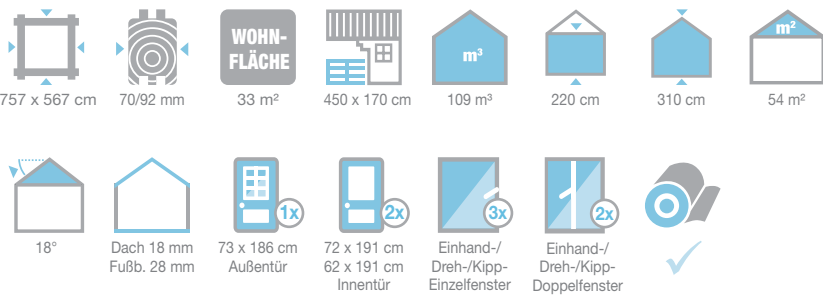 WOHN-
FLÄCHE
m³
m²
757 x 567 cm
70/92 mm
33 m²
450 x 170 cm
109 m³
220 cm
310 cm
54 m²
1x
2x
3x
2x
18°
Dach 18 mm
Fußb. 28 mm
73 x 186 cm
Außentür
72 x 191 cm
62 x 191 cm
Innentür
Einhand-/
Dreh-/Kipp-
Einzelfenster
Einhand-/
Dreh-/Kipp-
Doppelfenster